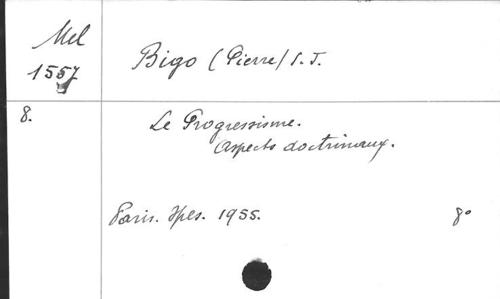 Mel
1557
Bigo (Pierre) S.J.
8.
Le Progressisme.
Aspects doctrinaux.
Paris. Spes. 1955.
8°